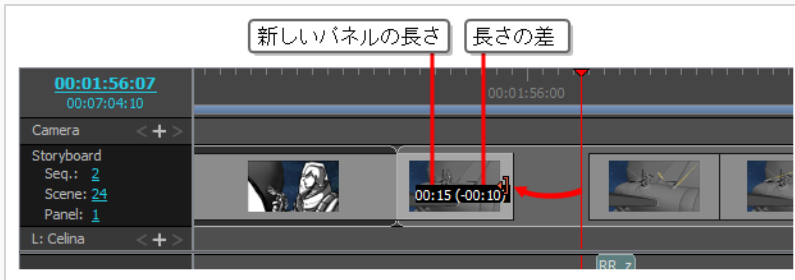 新しいパネルの長さ 長さの差
00:01:56:07
00:07:04:10
00:01:56:00
Camera < + >
Storyboard
Seq.: 2
Scene: 24
Panel: 1
00:15 (-00:10)
L: Celina < + >
RR_z